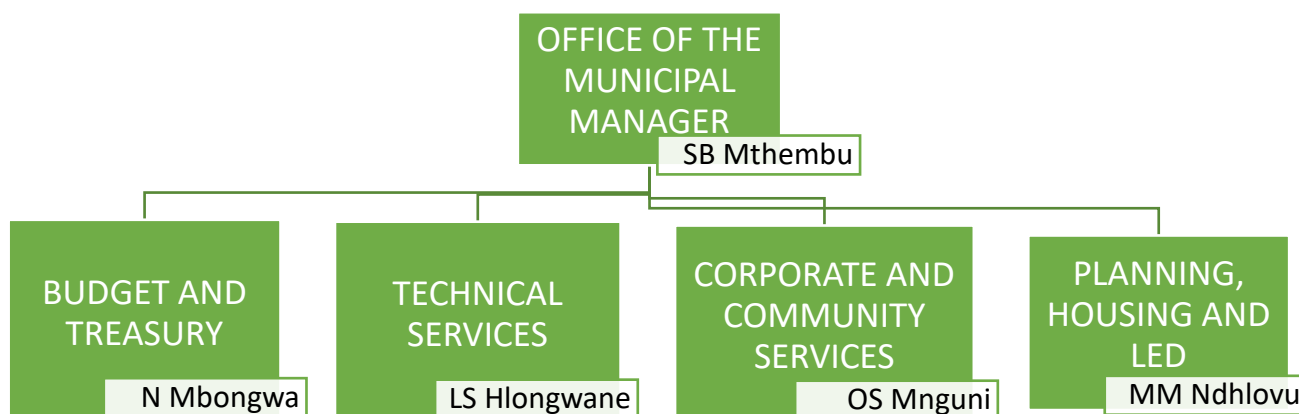 OFFICE OF THE
MUNICIPAL
MANAGER
SB Mthembu
BUDGET AND
TREASURY
N Mbongwa
TECHNICAL
SERVICES
LS Hlongwane
CORPORATE AND
COMMUNITY
SERVICES
OS Mnguni
PLANNING,
HOUSING AND
LED
MM Ndhlovu